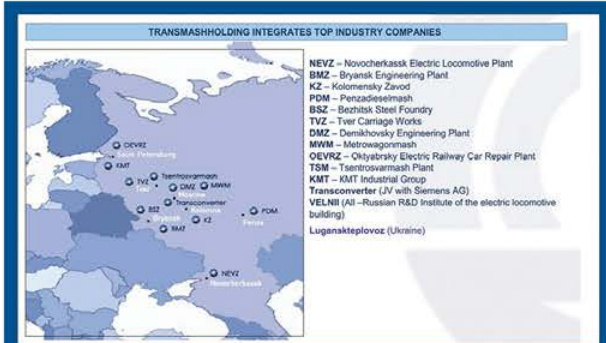 TRANSMASHHOLDING INTEGRATES TOP INDUSTRY COMPANIES
OEVRZ
Saint-Petersburg
KMT
Tsentrosvarmash
TVZ
Tver
DMZ
MWM
Moscow
Transconverter
Kolomna
BSZ
Bryansk
KZ
BMZ
PDM
Penza
NEVZ
Novocherkassk
NEVZ – Novocherkassk Electric Locomotive Plant
BMZ – Bryansk Engineering Plant
KZ – Kolomensky Zavod
PDM – Penzadieselmash
BSZ – Bezhitsk Steel Foundry
TVZ – Tver Carriage Works
DMZ – Demikhovsky Engineering Plant
MWM – Metrowagonmash
OEVRZ – Oktyabrsky Electric Railway Car Repair Plant
TSM – Tsentrosvarmash Plant
KMT – KMT Industrial Group
Transconverter (JV with Siemens AG)
VELNII (All –Russian R&D Institute of the electric locomotive
building)
Luganskteplovoz (Ukraine)